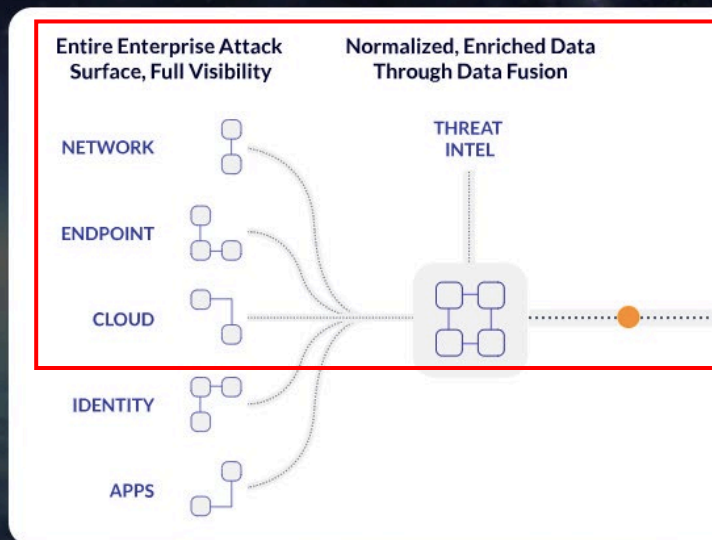 Entire Enterprise Attack
Surface, Full Visibility
Normalized, Enriched Data
Through Data Fusion
THREAT
INTEL
NETWORK
ENDPOINT
CLOUD
IDENTITY
APPS